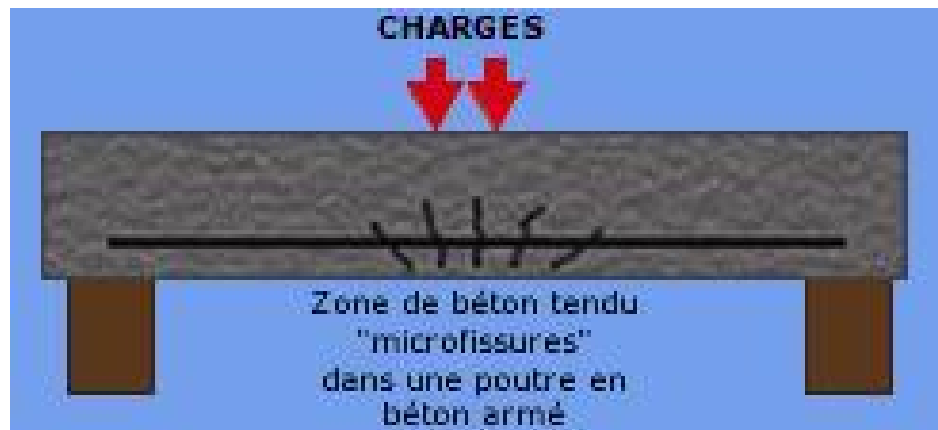 CHARGES
Zone de béton tendu
"microfissures"
dans une poutre en
béton armé